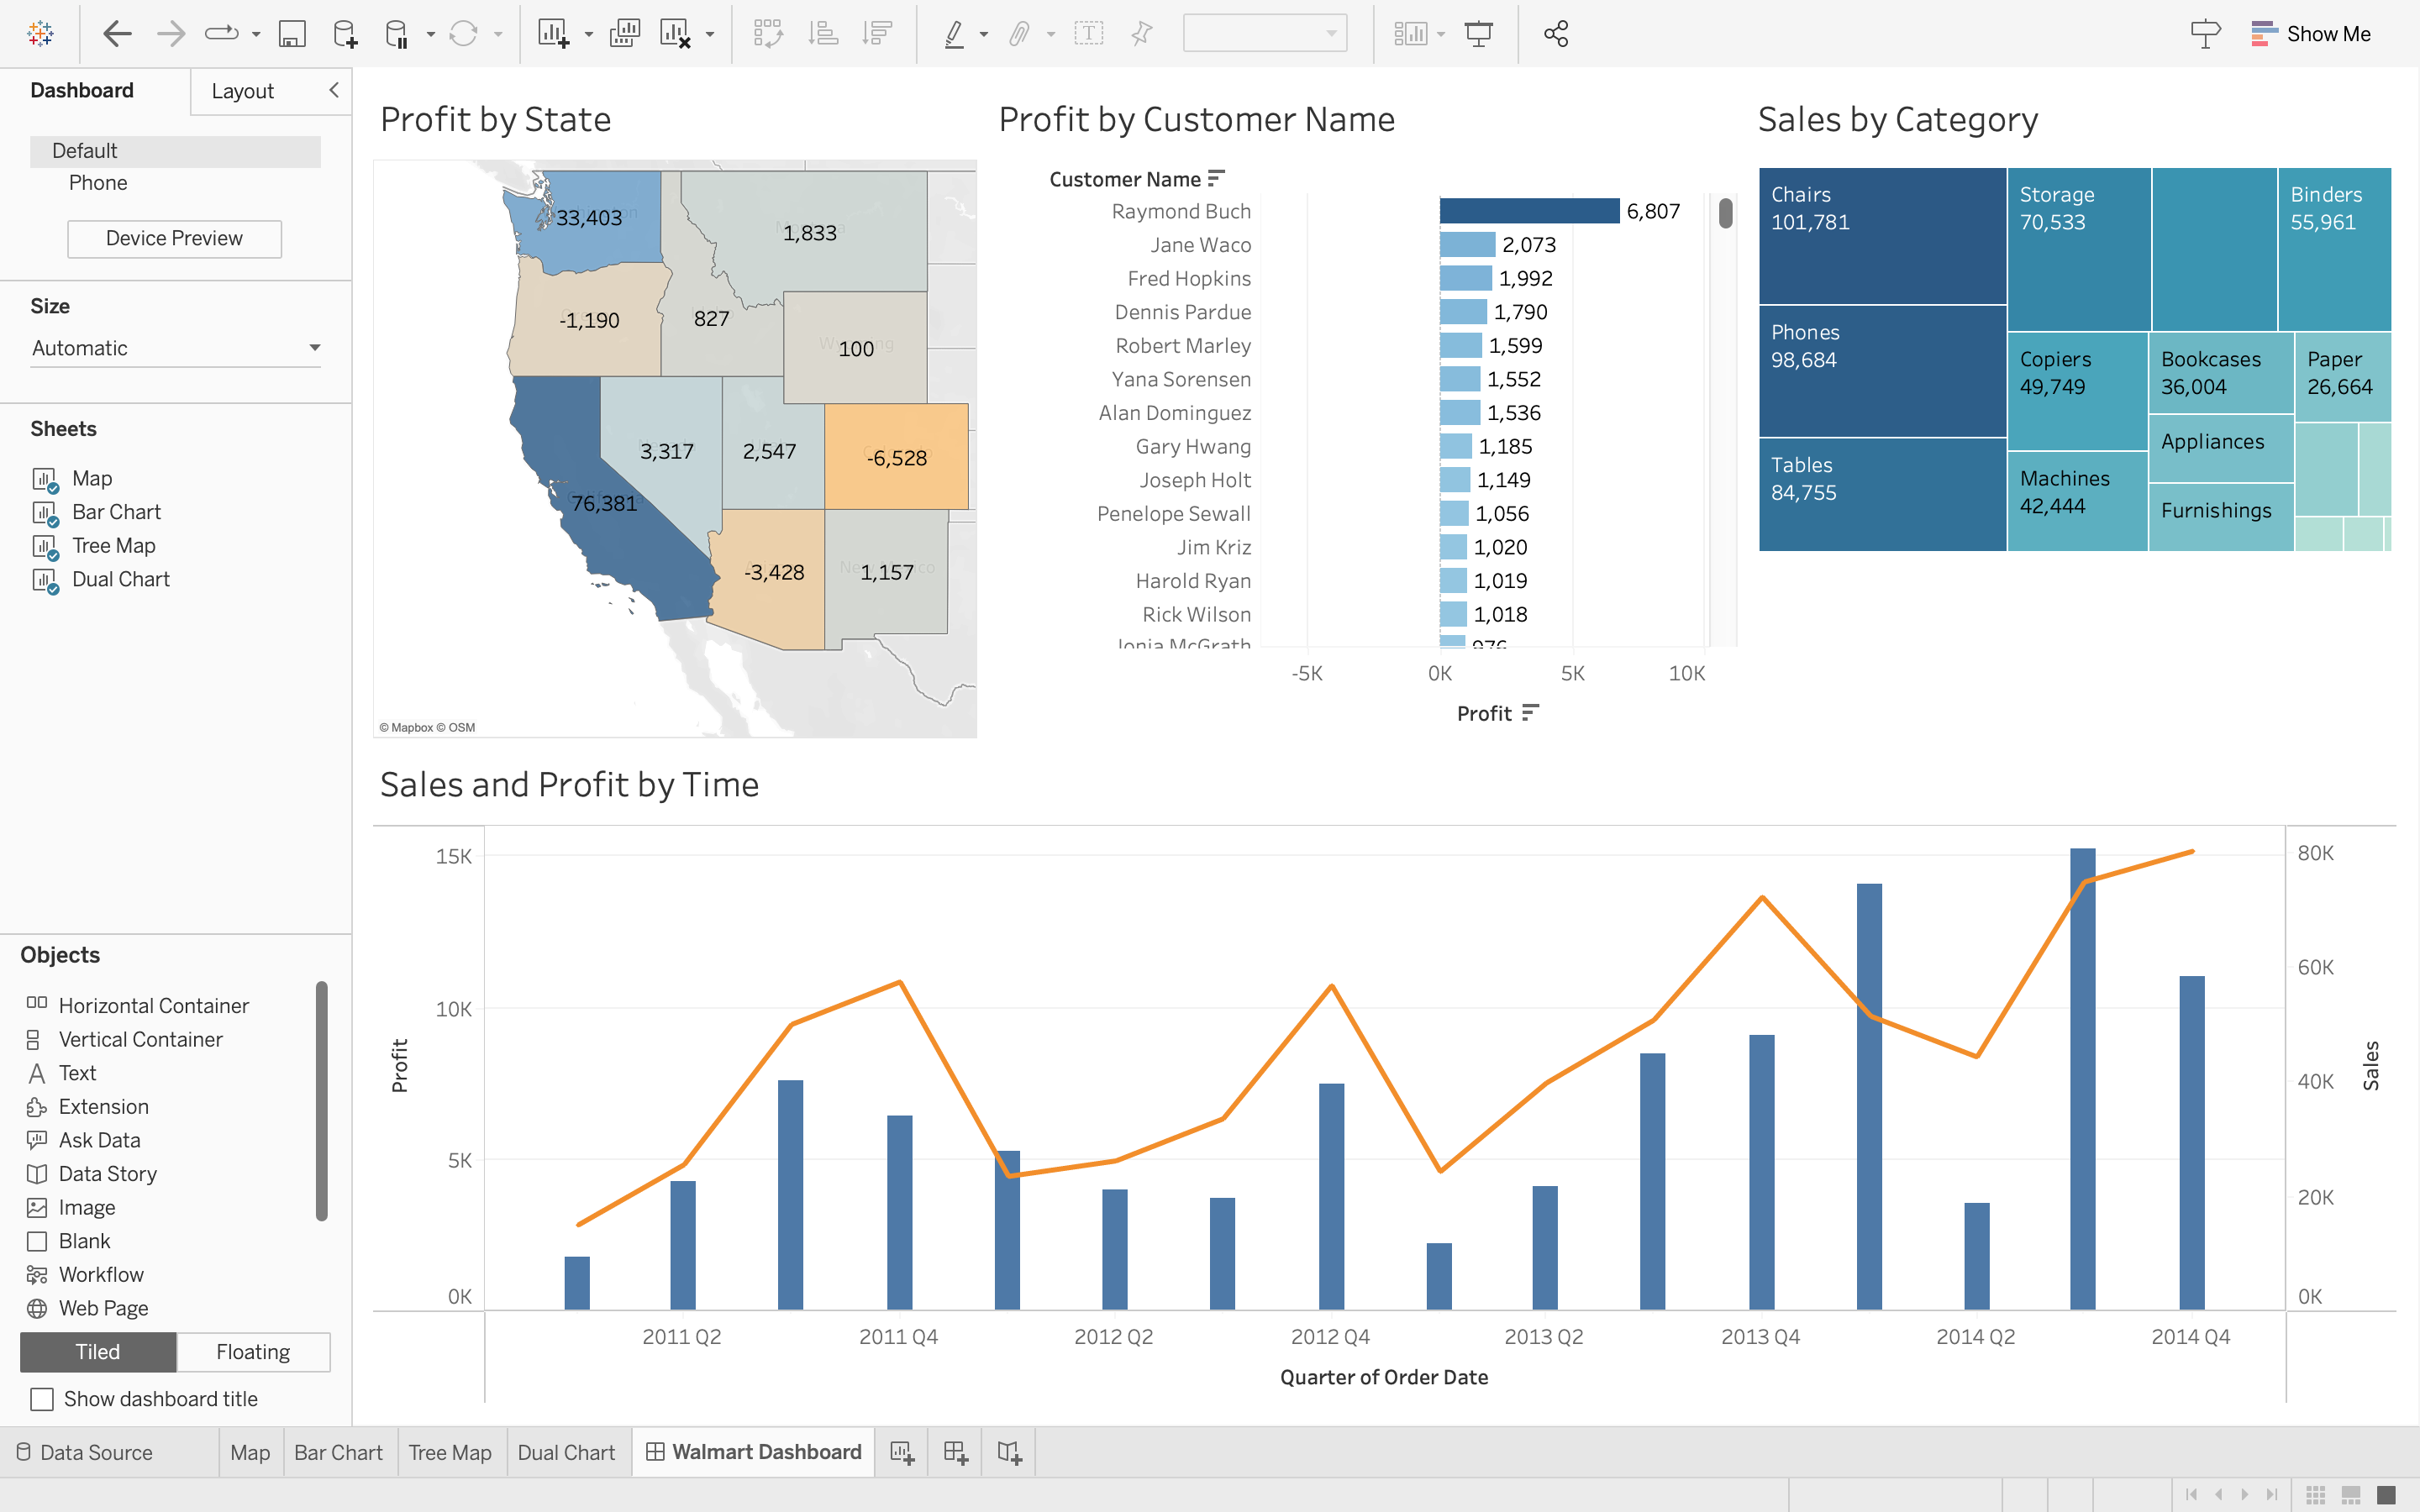 Show Me
Dashboard
Layout
Default
Phone
Device Preview
Size
Automatic
Sheets
Map
Bar Chart
Tree Map
Dual Chart
Objects
Horizontal Container
Vertical Container
Text
Extension
Ask Data
Data Story
Image
Blank
Workflow
Web Page
Tiled
Floating
Show dashboard title
Profit by State
33,403
1,833
-1,190
827
100
3,317
2,547
-6,528
76,381
-3,428
1,157
© Mapbox © OSM
Profit by Customer Name
Customer Name
Raymond Buch 6,807
Jane Waco 2,073
Fred Hopkins 1,992
Dennis Pardue 1,790
Robert Marley 1,599
Yana Sorensen 1,552
Alan Dominguez 1,536
Gary Hwang 1,185
Joseph Holt 1,149
Penelope Sewall 1,056
Jim Kriz 1,020
Harold Ryan 1,019
Rick Wilson 1,018
-5K 0K 5K 10K
Profit
Sales by Category
Chairs
101,781
Phones
98,684
Tables
84,755
Storage
70,533
Binders
55,961
Copiers
49,749
Bookcases
36,004
Paper
26,664
Appliances
Machines
42,444
Furnishings
Sales and Profit by Time
15K
10K
5K
0K
Profit
80K
60K
40K
20K
0K
Sales
2011 Q2 2011 Q4 2012 Q2 2012 Q4 2013 Q2 2013 Q4 2014 Q2 2014 Q4
Quarter of Order Date
Data Source
Map
Bar Chart
Tree Map
Dual Chart
Walmart Dashboard